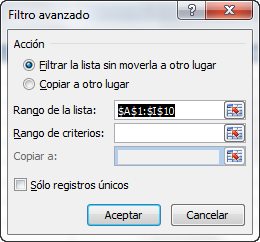 Filtro avanzado
Acción
Filtrar la lista sin moverla a otro lugar
Copiar a otro lugar
Rango de la lista: $A$1:$I$10
Rango de criterios:
Copiar a:
Sólo registros únicos
Aceptar Cancelar